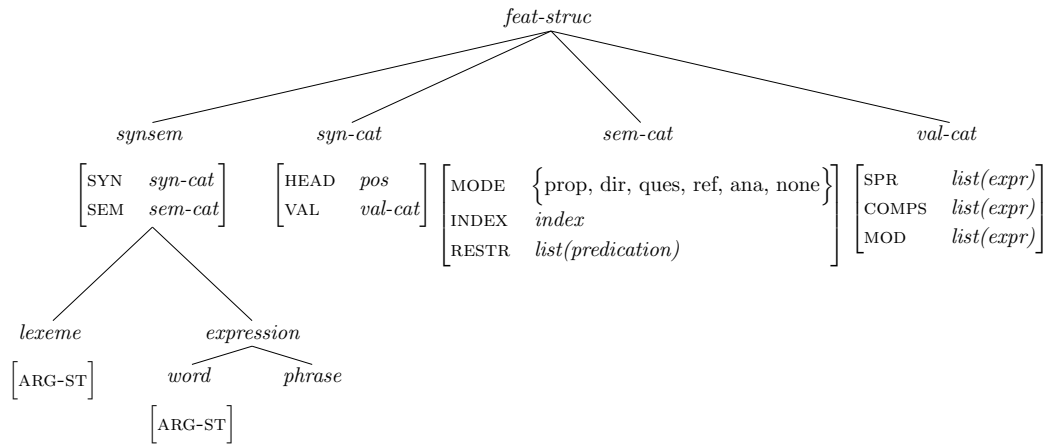 feat-struc
synsem syn-cat sem-cat val-cat
SYN syn-cat
SEM sem-cat
HEAD pos
VAL val-cat
MODE {prop, dir, ques, ref, ana, none}
INDEX index
RESTR list(predication)
SPR list(expr)
COMPS list(expr)
MOD list(expr)
lexeme expression
[ARG-ST] word phrase
[ARG-ST]